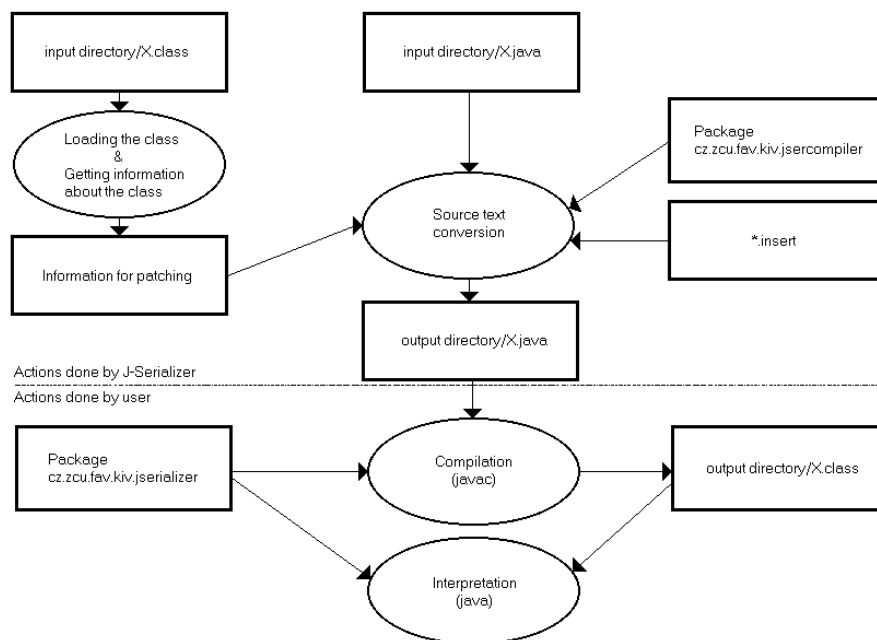 input directory/X.class
input directory/X.java
Loading the class
&
Getting information
about the class
Package
cz.zcu.fav.kiv.jsercompiler
Source text
conversion
*.insert
Information for patching
output directory/X.java
Actions done by J-Serializer
Actions done by user
Package
cz.zcu.fav.kiv.jserializer
Compilation
(javac)
output directory/X.class
Interpretation
(java)